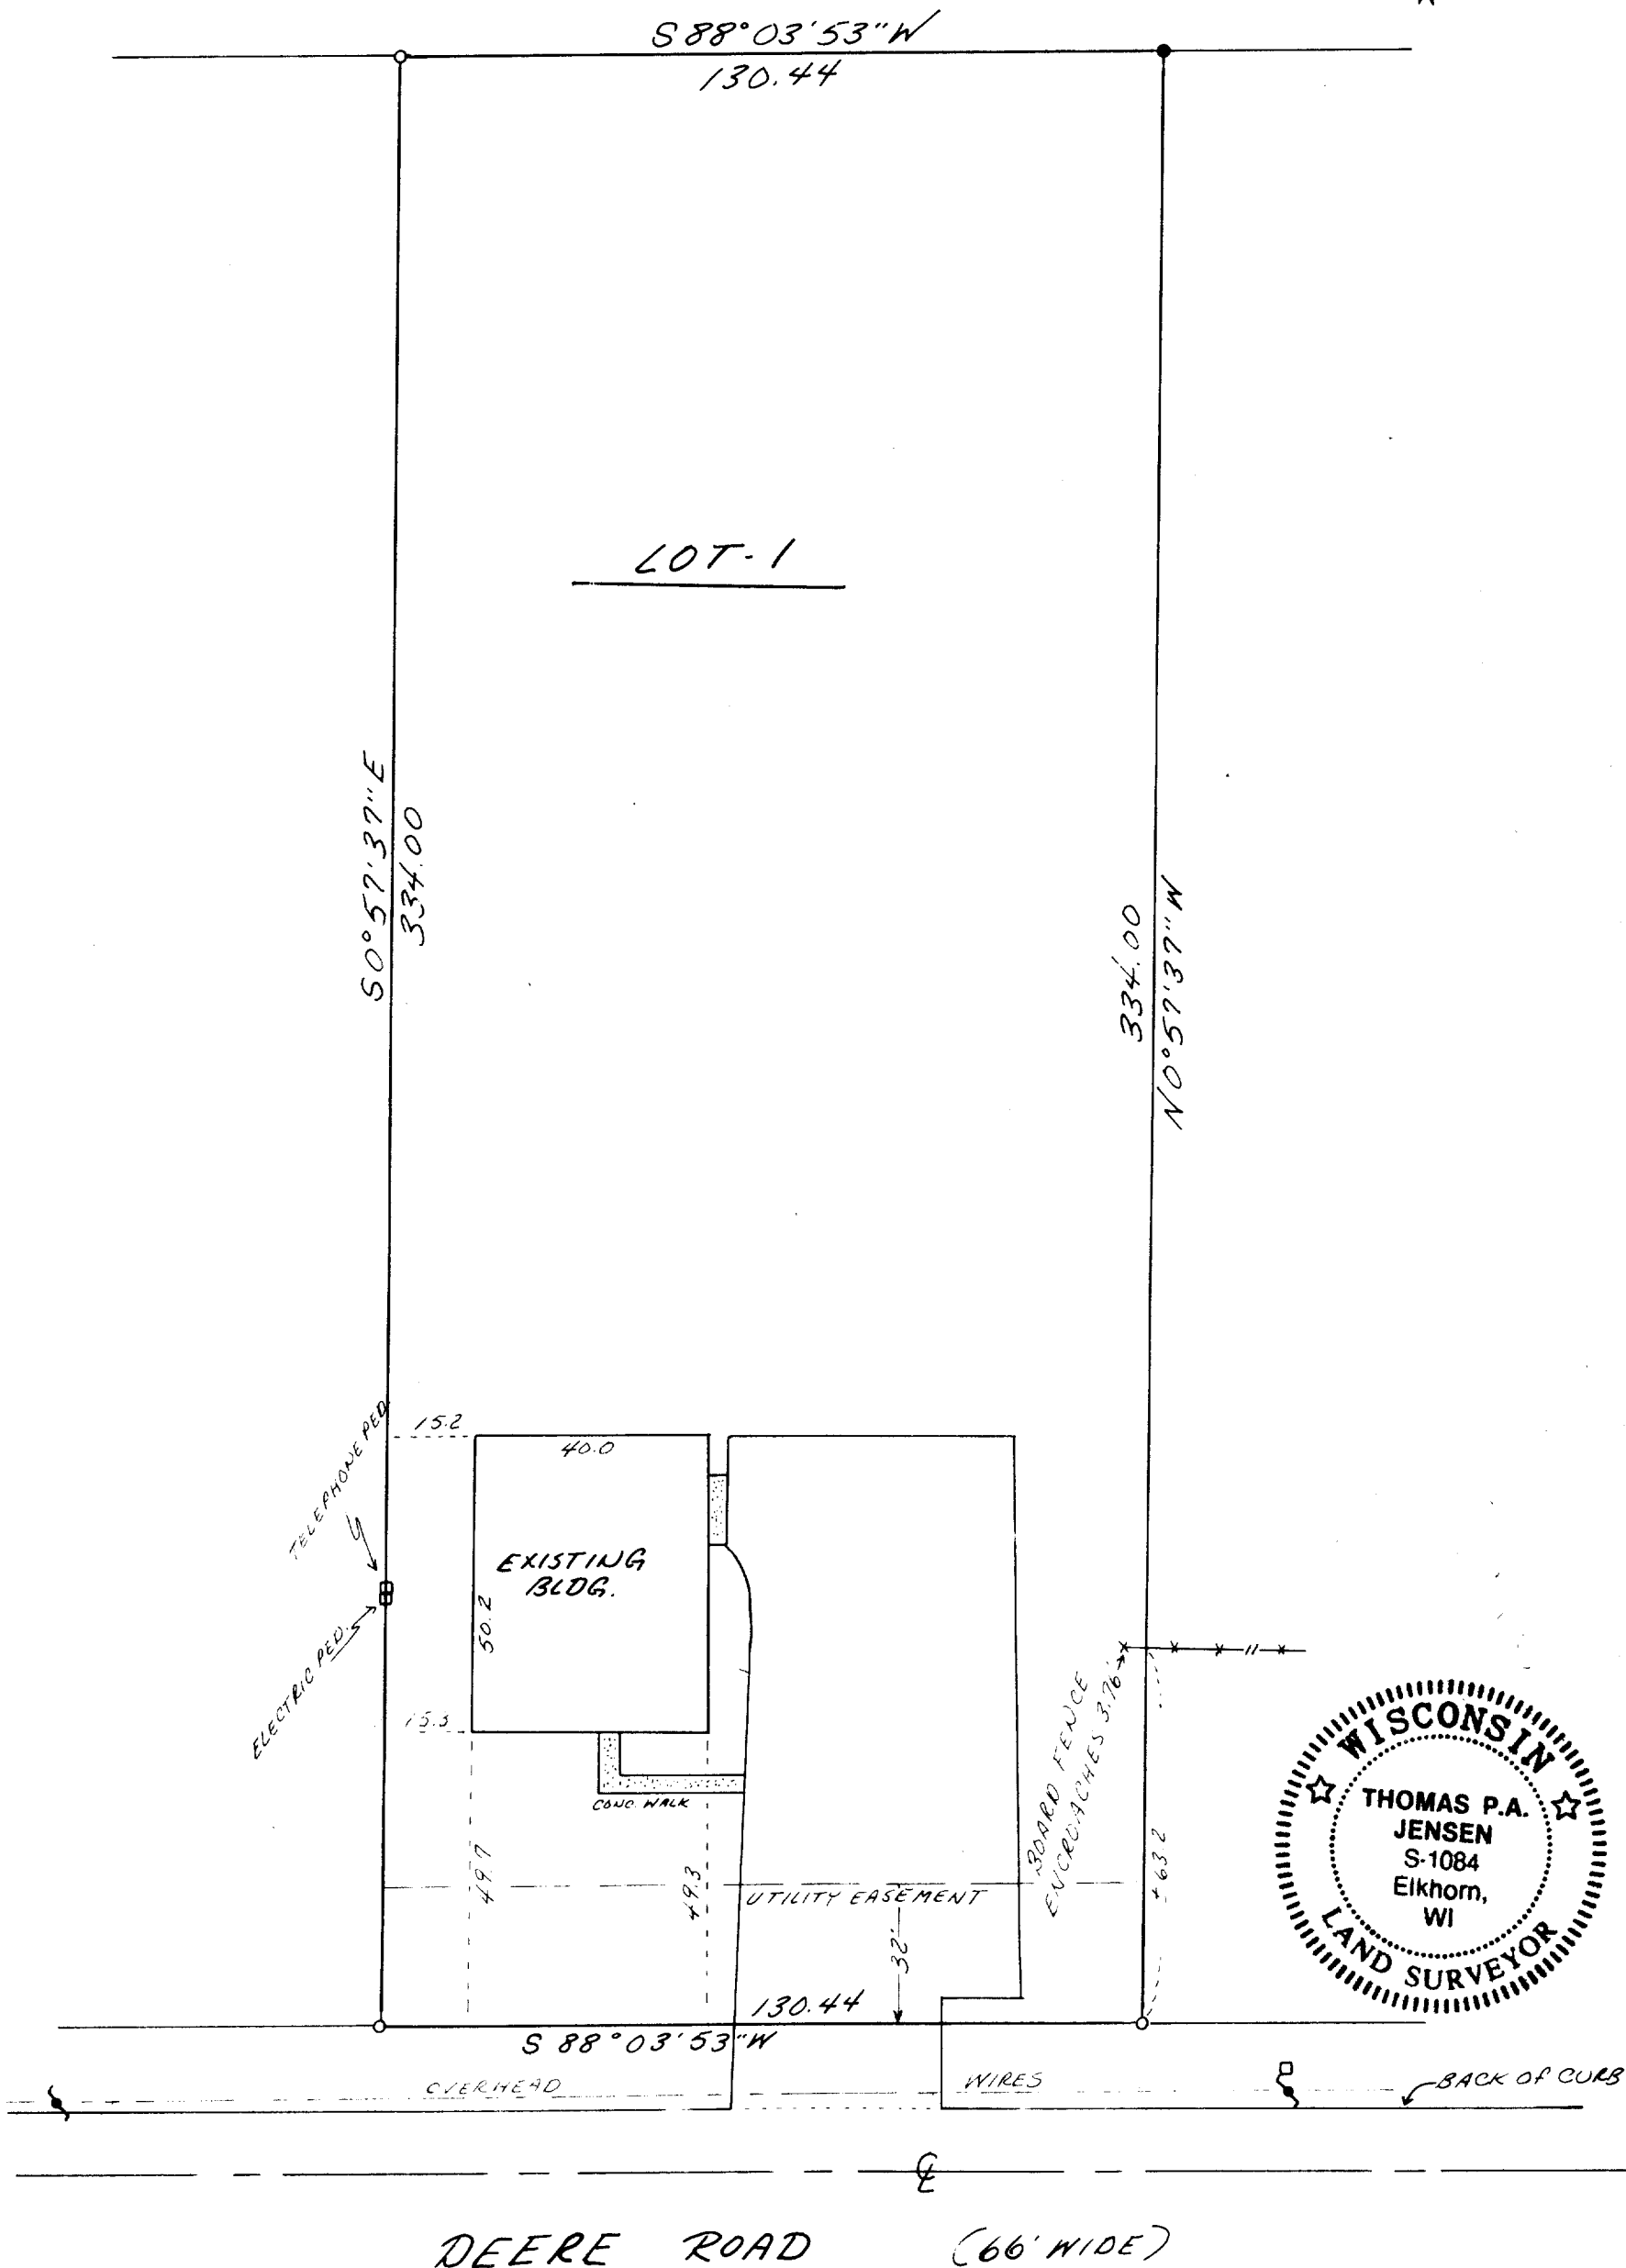 S 88° 03' 53" W
130.44
LOT-1
S 0° 57' 37" E
334.00
334.00
N 0° 57' 37" W
15.2
40.0
TELEPHONE PED.
EXISTING
BLDG.
50.2
ELECTRIC PED.
15.3
CONC. WALK
BOARD FENCE
ENCROACHES 3.76'
49.7
49.3
UTILITY EASEMENT
32'
±63.2
WISCONSIN
THOMAS P.A.
JENSEN
S-1084
Elkhorn,
WI
LAND SURVEYOR
130.44
S 88° 03' 53" W
OVERHEAD WIRES
BACK OF CURB
DEERE ROAD (66' WIDE)